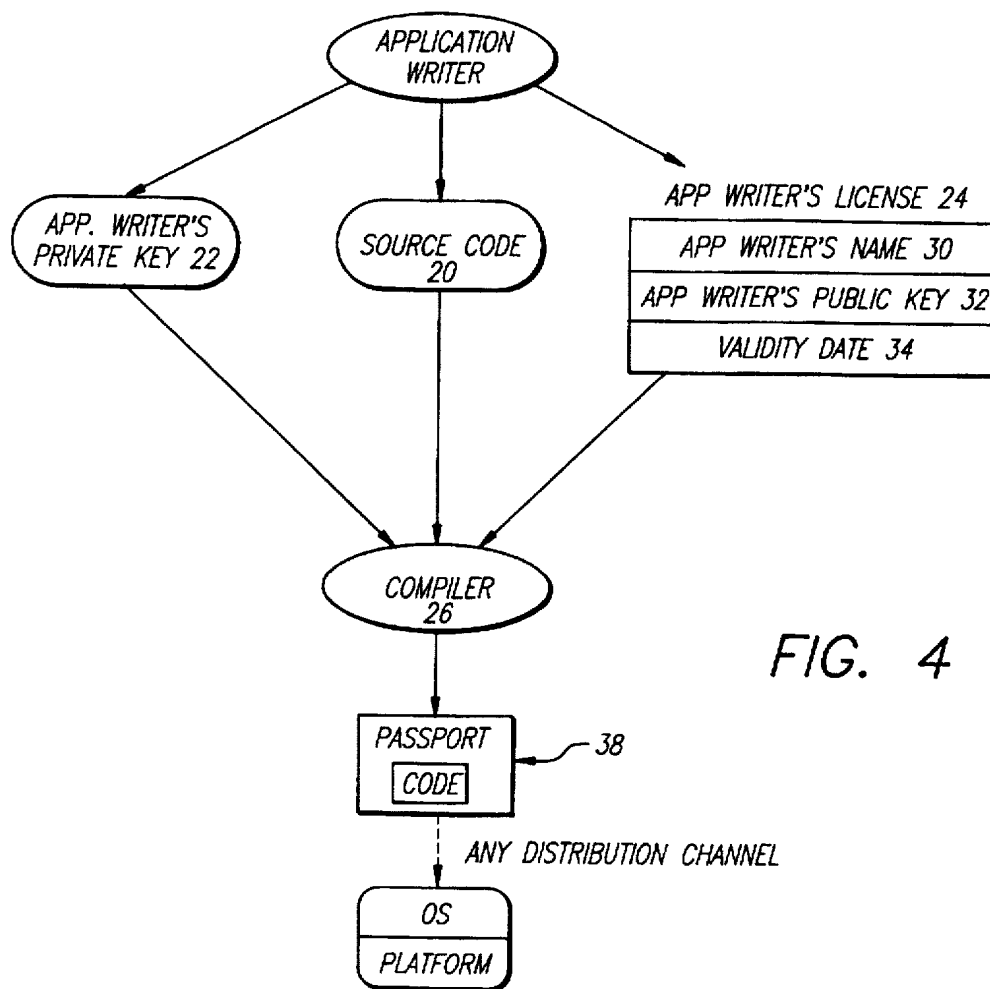 APPLICATION
WRITER
APP. WRITER'S
PRIVATE KEY 22
SOURCE CODE
20
APP WRITER'S LICENSE 24
APP WRITER'S NAME 30
APP WRITER'S PUBLIC KEY 32
VALIDITY DATE 34
COMPILER
26
FIG. 4
PASSPORT
38
CODE
ANY DISTRIBUTION CHANNEL
OS
PLATFORM